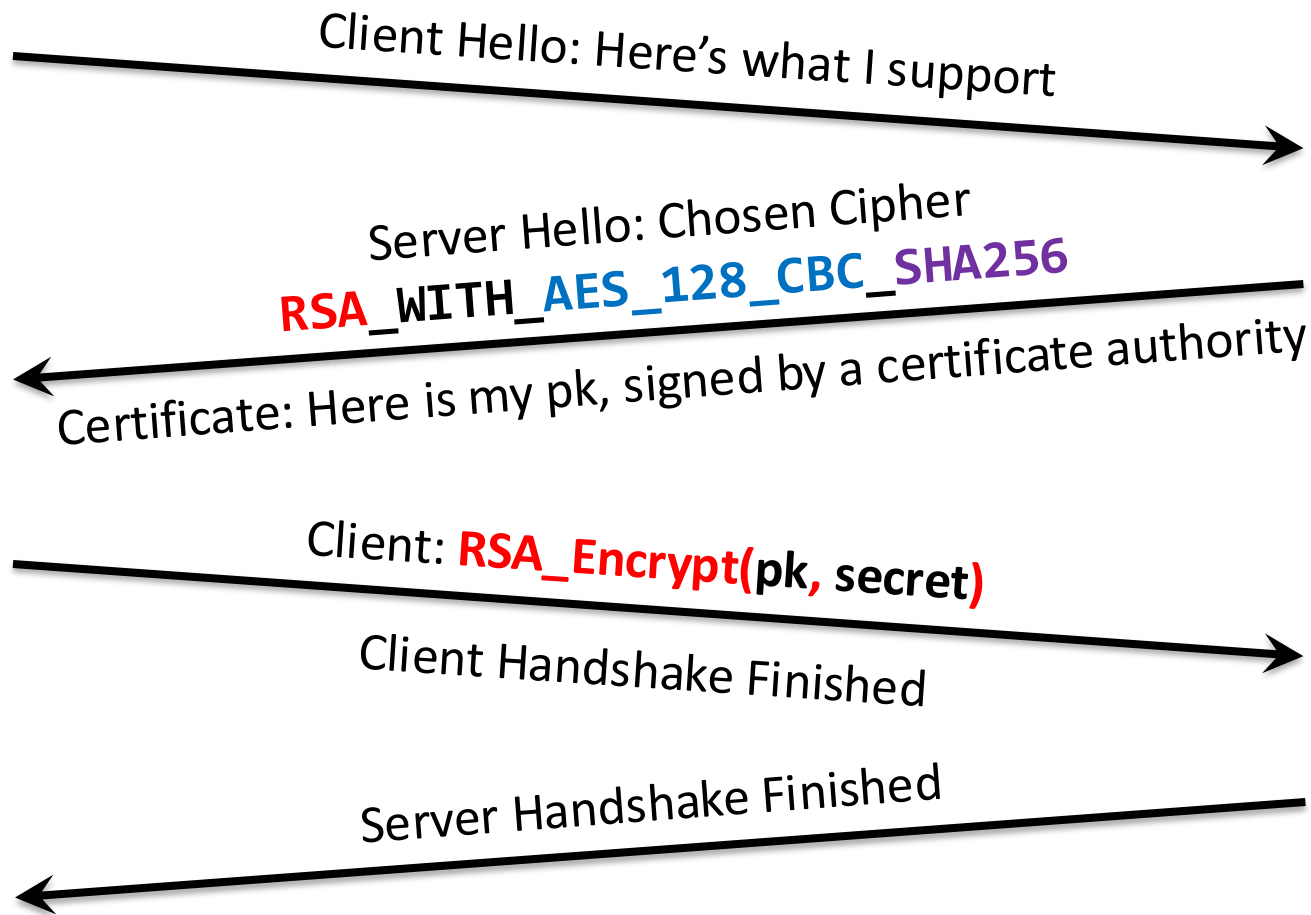 Client Hello: Here’s what I support
Server Hello: Chosen Cipher
RSA_WITH_AES_128_CBC_SHA256
Certificate: Here is my pk, signed by a certificate authority
Client: RSA_Encrypt(pk, secret)
Client Handshake Finished
Server Handshake Finished